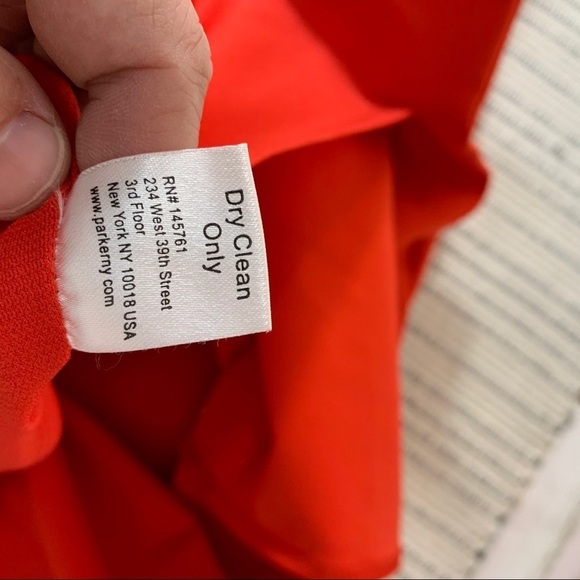 Dry Clean
Only
RN# 145761
234 West 39th Street
3rd Floor
New York NY 10018 USA
www.parkerny.com